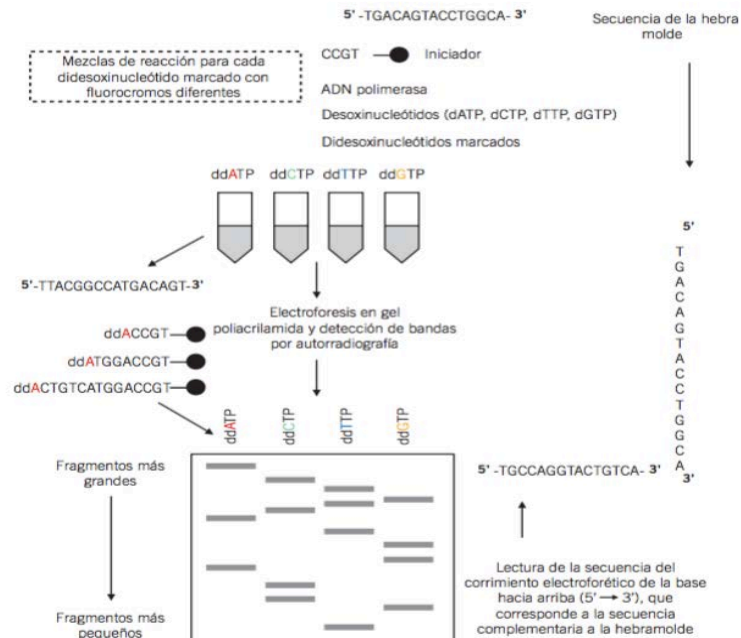 5' -TGACAGTACCTGGCA- 3'
Secuencia de la hebra
molde
Mezclas de reacción para cada
didesoxinucleótido marcado con
fluorocromos diferentes
CCGT
Iniciador
ADN polimerasa
Desoxinucleótidos (dATP, dCTP, dTTP, dGTP)
Didesoxinucleótidos marcados
ddATP ddCTP ddTTP ddGTP
5'-TTACGGCCATGACAGT-3'
Electroforesis en gel
poliacrilamida y detección de bandas
por autorradiografía
ddACCGT
ddATGGACCGT
ddACTGTCATGGACCGT
ddATP
ddCTP
ddTTP
ddGTP
Fragmentos más
grandes
Fragmentos más
pequeños
5'
T
G
A
C
A
G
T
A
C
C
T
G
G
C
A
3'
5' -TGCCAGGTACTGTCA- 3'
Lectura de la secuencia del
corrimiento electroforético de la base
hacia arriba (5' → 3'), que
corresponde a la secuencia
complementaria a la hebramolde